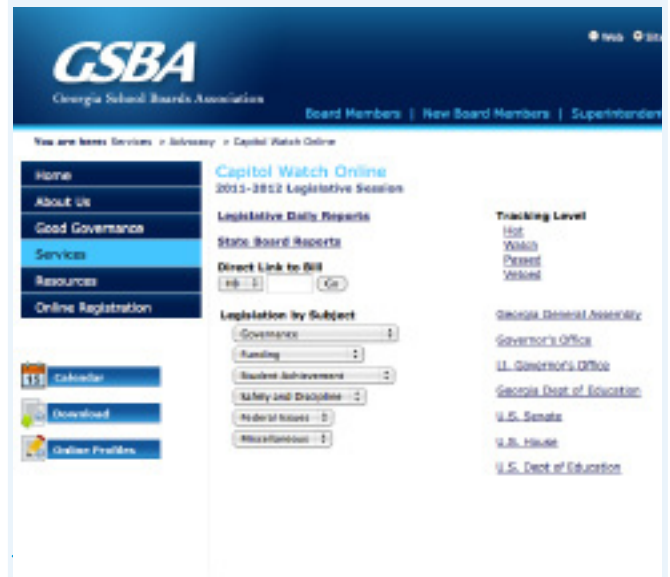 GSBA
Georgia School Boards Association
Web Site
Board Members | New Board Members | Superintenden
You are here: Services > Advocacy > Capitol Watch Online
Home
About Us
Good Governance
Services
Resources
Online Registration
Calendar
Download
Online Profiles
Capitol Watch Online
2011-2012 Legislative Session
Legislative Daily Reports
State Board Reports
Direct Link to Bill
HB Go
Legislation by Subject
Governance
Funding
Student Achievement
Safety and Discipline
Federal Issues
Miscellaneous
Tracking Level
Hot
Watch
Passed
Vetoed
Georgia General Assembly
Governor's Office
Lt. Governor's Office
Georgia Dept of Education
U.S. Senate
U.S. House
U.S. Dept of Education